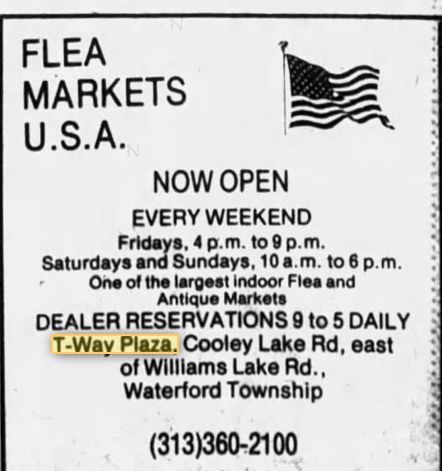 FLEA
MARKETS
U.S.A.
NOW OPEN
EVERY WEEKEND
Fridays, 4 p.m. to 9 p.m.
Saturdays and Sundays, 10 a.m. to 6 p.m.
One of the largest indoor Flea and
Antique Markets
DEALER RESERVATIONS 9 to 5 DAILY
T-Way Plaza. Cooley Lake Rd, east
of Williams Lake Rd.,
Waterford Township
(313)360-2100